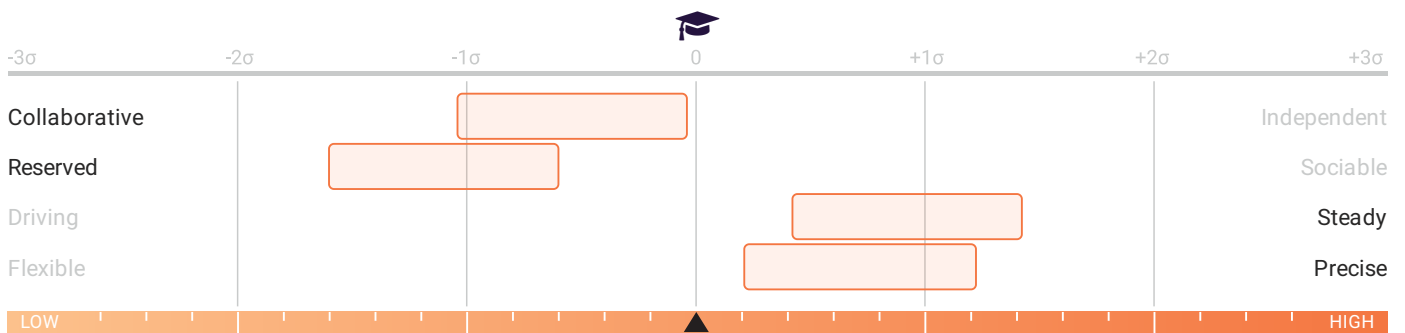 -3σ -2σ -1σ 0 +1σ +2σ +3σ
Collaborative Independent
Reserved Sociable
Driving Steady
Flexible Precise
LOW HIGH